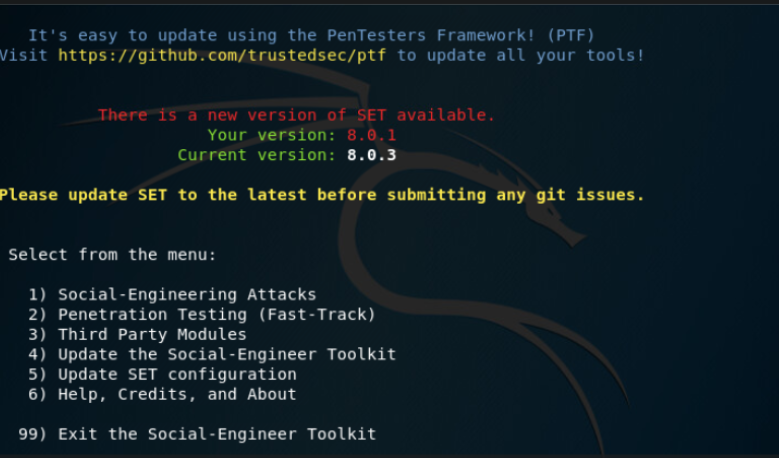 It's easy to update using the PenTesters Framework! (PTF)
Visit https://github.com/trustedsec/ptf to update all your tools!
There is a new version of SET available.
Your version: 8.0.1
Current version: 8.0.3
Please update SET to the latest before submitting any git issues.
Select from the menu:
1) Social-Engineering Attacks
2) Penetration Testing (Fast-Track)
3) Third Party Modules
4) Update the Social-Engineer Toolkit
5) Update SET configuration
6) Help, Credits, and About
99) Exit the Social-Engineer Toolkit